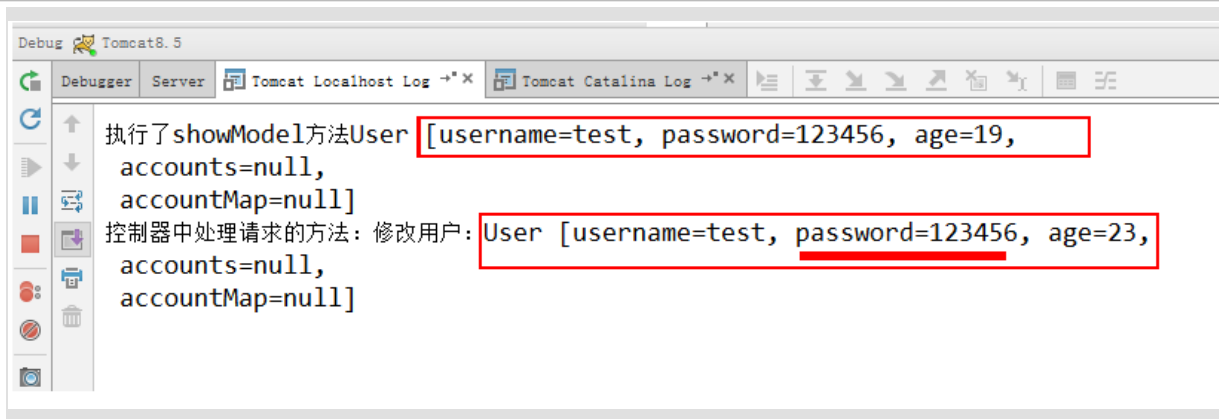 Debug Tomcat8.5
Debugger Server Tomcat Localhost Log Tomcat Catalina Log
执行了showModel方法User [username=test, password=123456, age=19,
accounts=null,
accountMap=null]
控制器中处理请求的方法：修改用户：User [username=test, password=123456, age=23,
accounts=null,
accountMap=null]